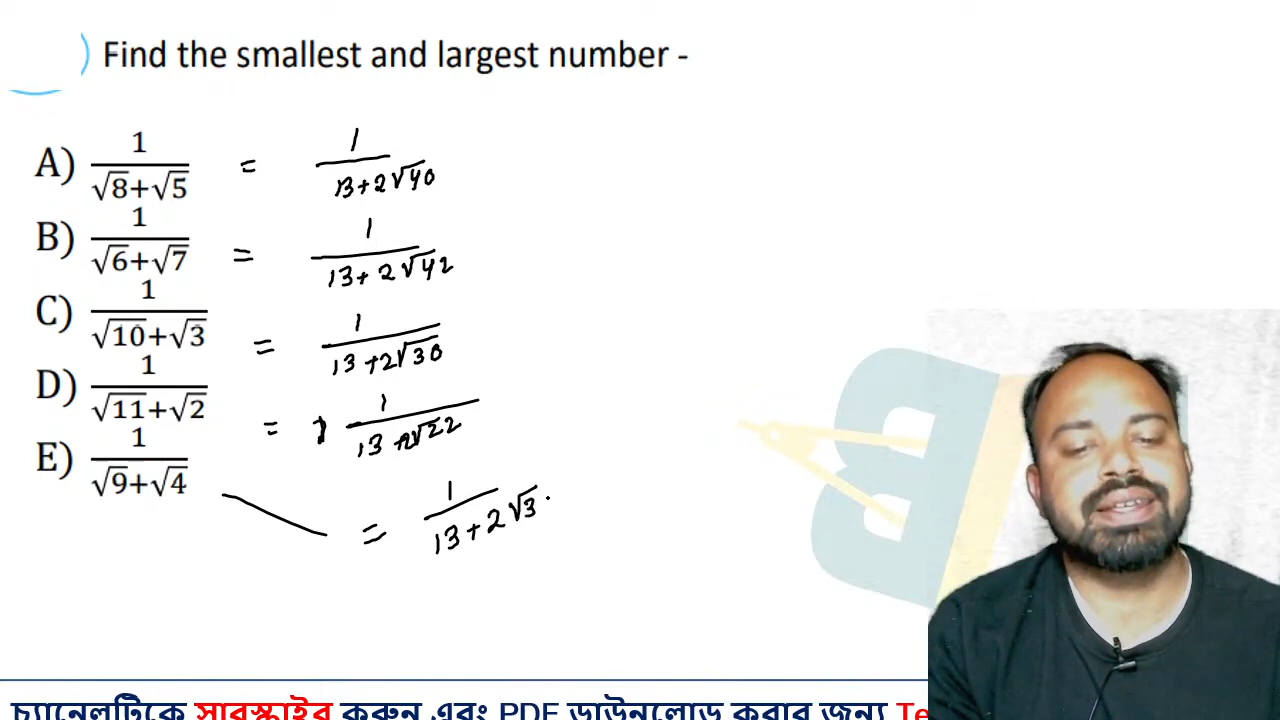 ) Find the smallest and largest number -
A) 1/(√8+√5) = 1/(13+2√40)
B) 1/(√6+√7) = 1/(13+2√42)
C) 1/(√10+√3) = 1/(13+2√30)
D) 1/(√11+√2) = 1/(13+2√22)
E) 1/(√9+√4) = 1/(13+2√3
চ্যানেলটিকে সাবস্ক্রাইব করুন এবং PDF ডাউনলোড করার জন্য Te